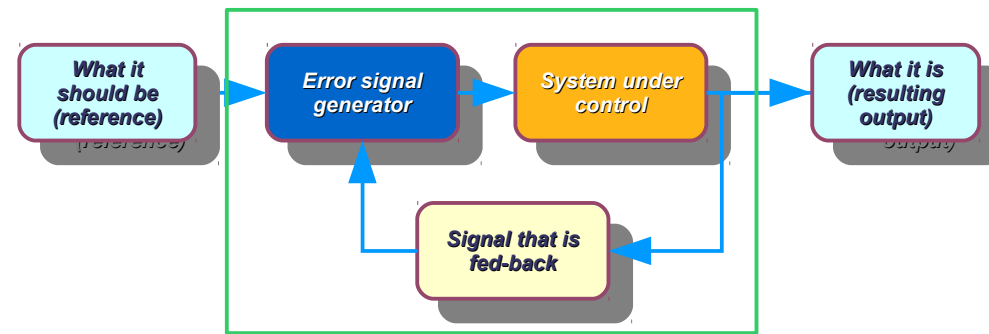 What it
should be
(reference)
Error signal
generator
System under
control
What it is
(resulting
output)
Signal that is
fed-back